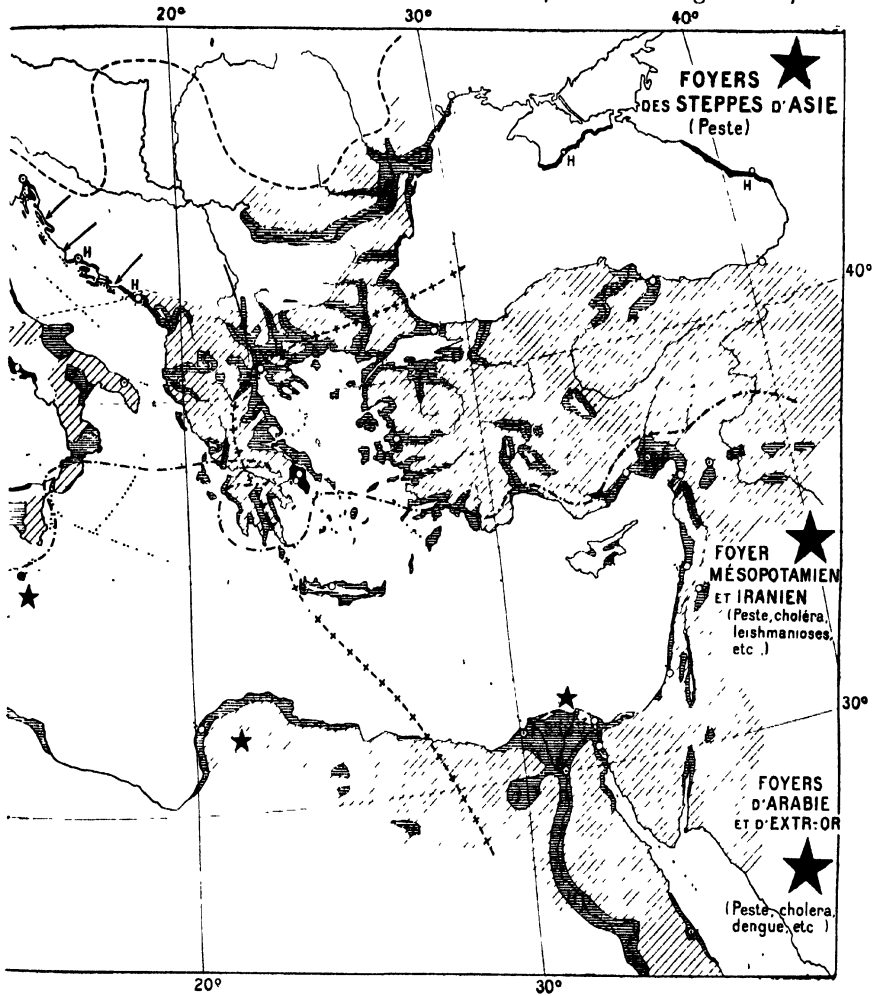 20° 30° 40°
FOYERS
DES STEPPES D'ASIE
(Peste)
H
H
H
H
40°
FOYER
MÉSOPOTAMIEN
ET IRANIEN
(Peste, choléra,
leishmanioses,
etc.)
30°
FOYERS
D'ARABIE
ET D'EXTR:-OR
(Peste, cholera,
dengue, etc )
20° 30°